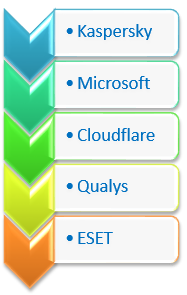 • Kaspersky
• Microsoft
• Cloudflare
• Qualys
• ESET